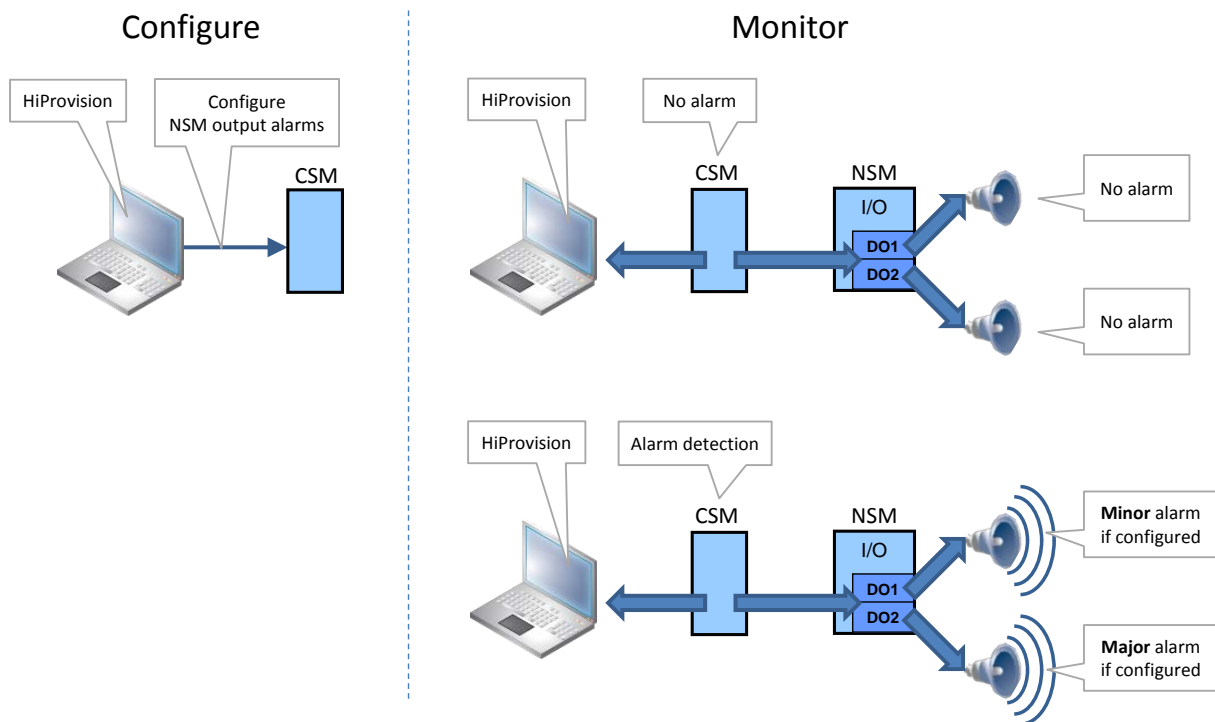 Configure
HiProvision
Configure
NSM output alarms
CSM
Monitor
HiProvision
No alarm
CSM
NSM
I/O
DO1
DO2
No alarm
No alarm
HiProvision
Alarm detection
CSM
NSM
I/O
DO1
DO2
Minor alarm
if configured
Major alarm
if configured